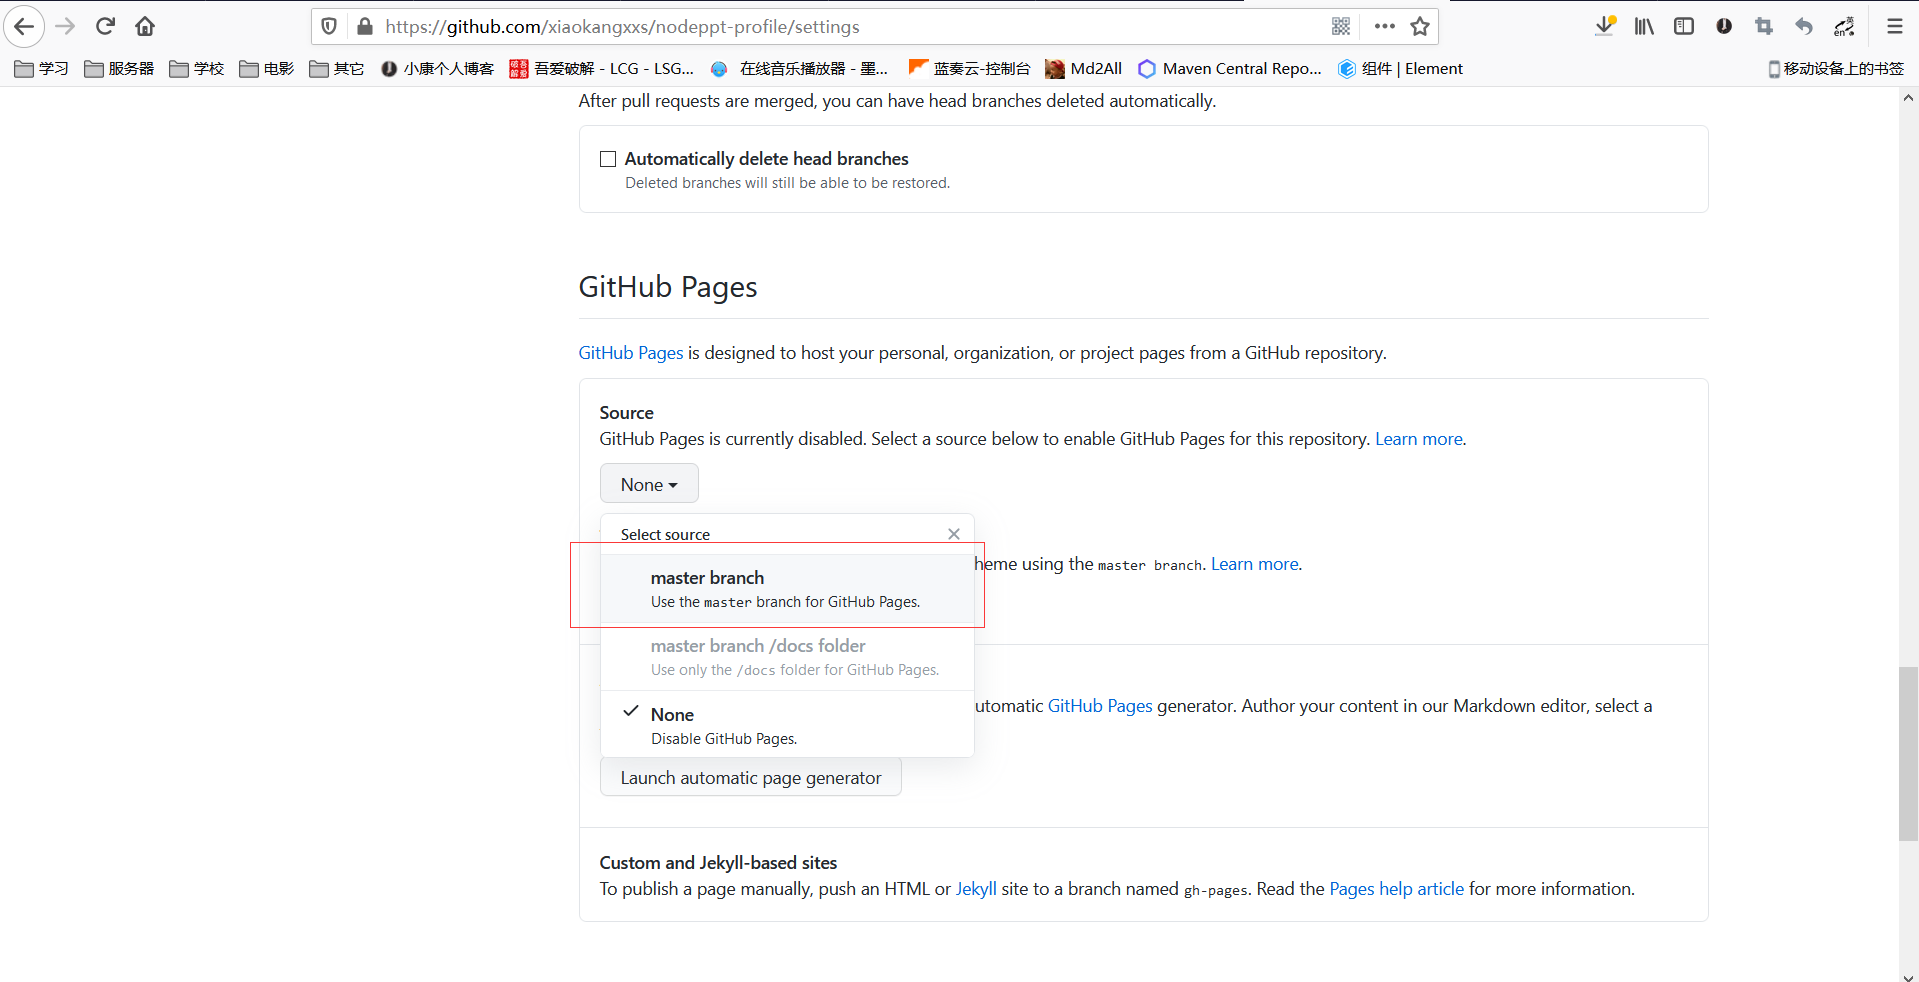 https://github.com/xiaokangxxs/nodeppt-profile/settings
学习 服务器 学校 电影 其它 小康个人博客 吾爱破解 - LCG - LSG... 在线音乐播放器 - 墨... 蓝奏云-控制台 Md2All Maven Central Repo... 组件 | Element 移动设备上的书签
After pull requests are merged, you can have head branches deleted automatically.
Automatically delete head branches
Deleted branches will still be able to be restored.
GitHub Pages
GitHub Pages is designed to host your personal, organization, or project pages from a GitHub repository.
Source
GitHub Pages is currently disabled. Select a source below to enable GitHub Pages for this repository. Learn more.
None
Select source
heme using the master branch. Learn more.
master branch
Use the master branch for GitHub Pages.
master branch /docs folder
Use only the /docs folder for GitHub Pages.
utomatic GitHub Pages generator. Author your content in our Markdown editor, select a
None
Disable GitHub Pages.
Launch automatic page generator
Custom and Jekyll-based sites
To publish a page manually, push an HTML or Jekyll site to a branch named gh-pages. Read the Pages help article for more information.